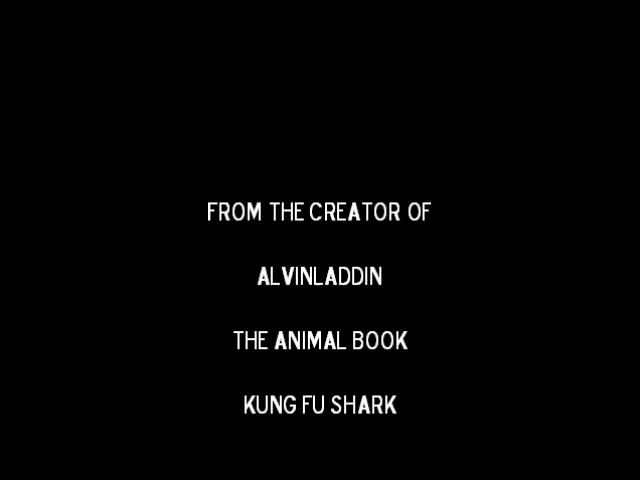 FROM THE CREATOR OF
ALVINLADDIN
THE ANIMAL BOOK
KUNG FU SHARK